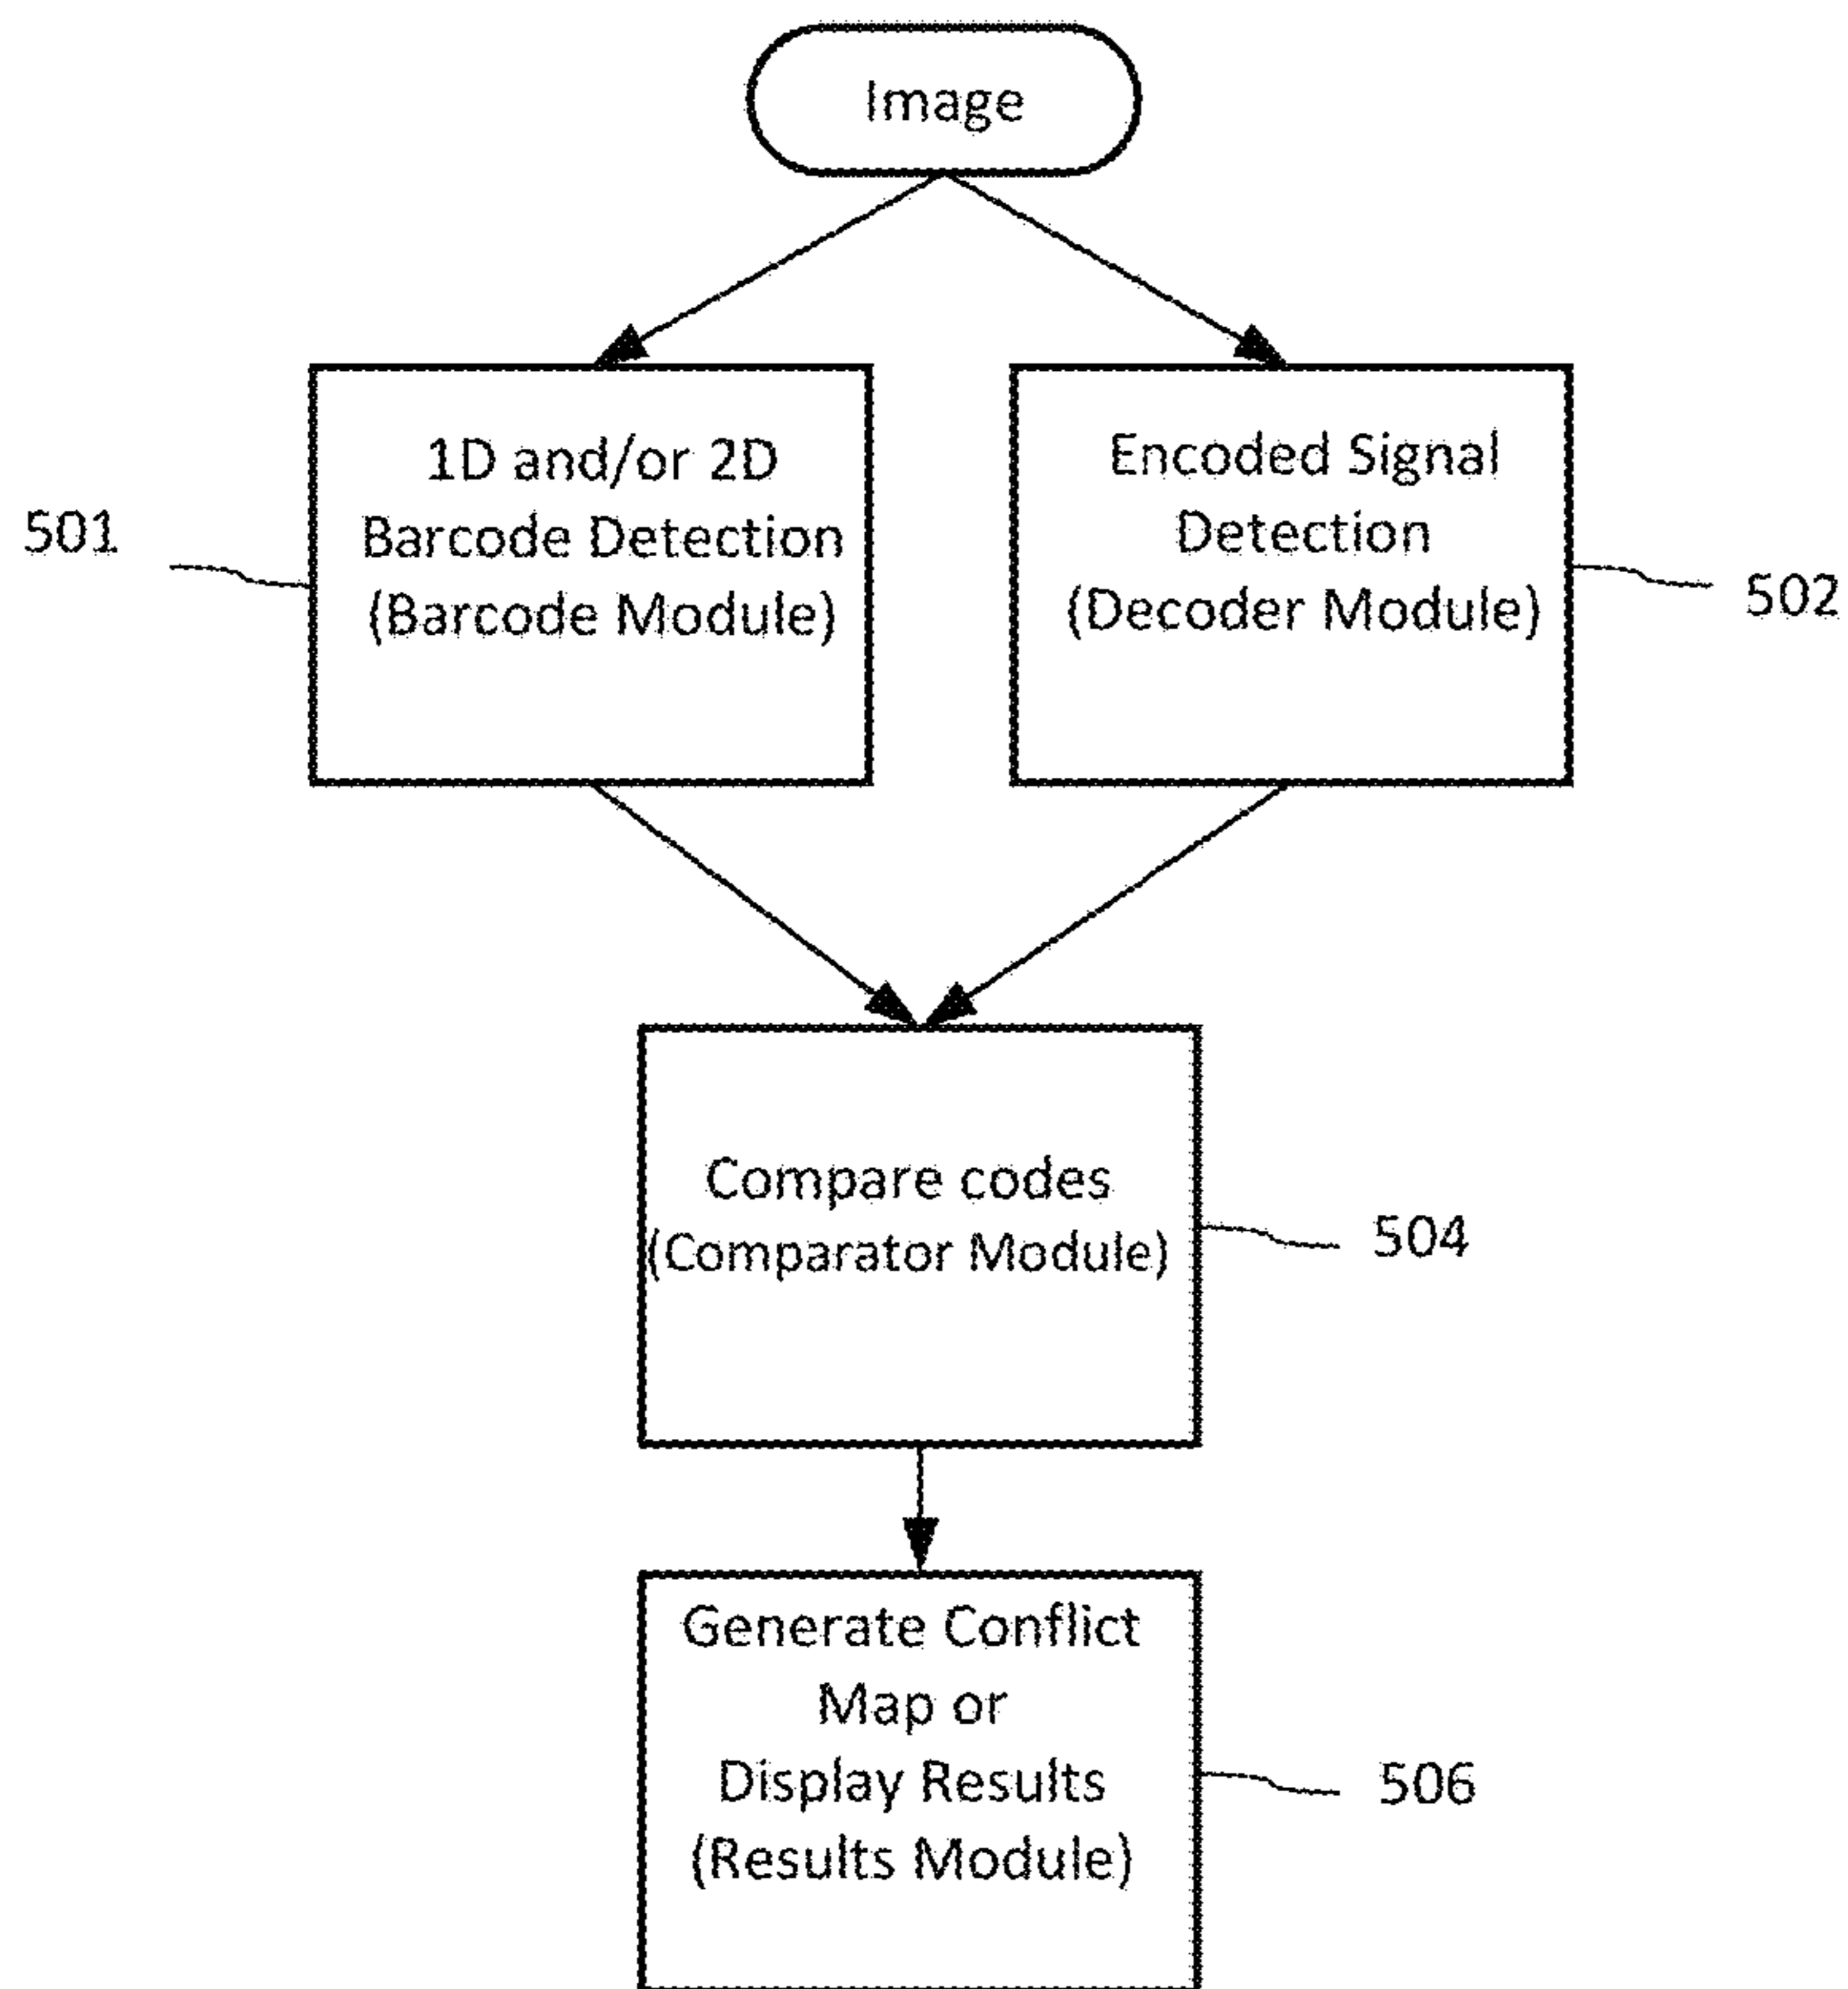 Image
1D and/or 2D
Barcode Detection
(Barcode Module)
501
Encoded Signal
Detection
(Decoder Module)
502
Compare codes
(Comparator Module)
504
Generate Conflict
Map or
Display Results
(Results Module)
506